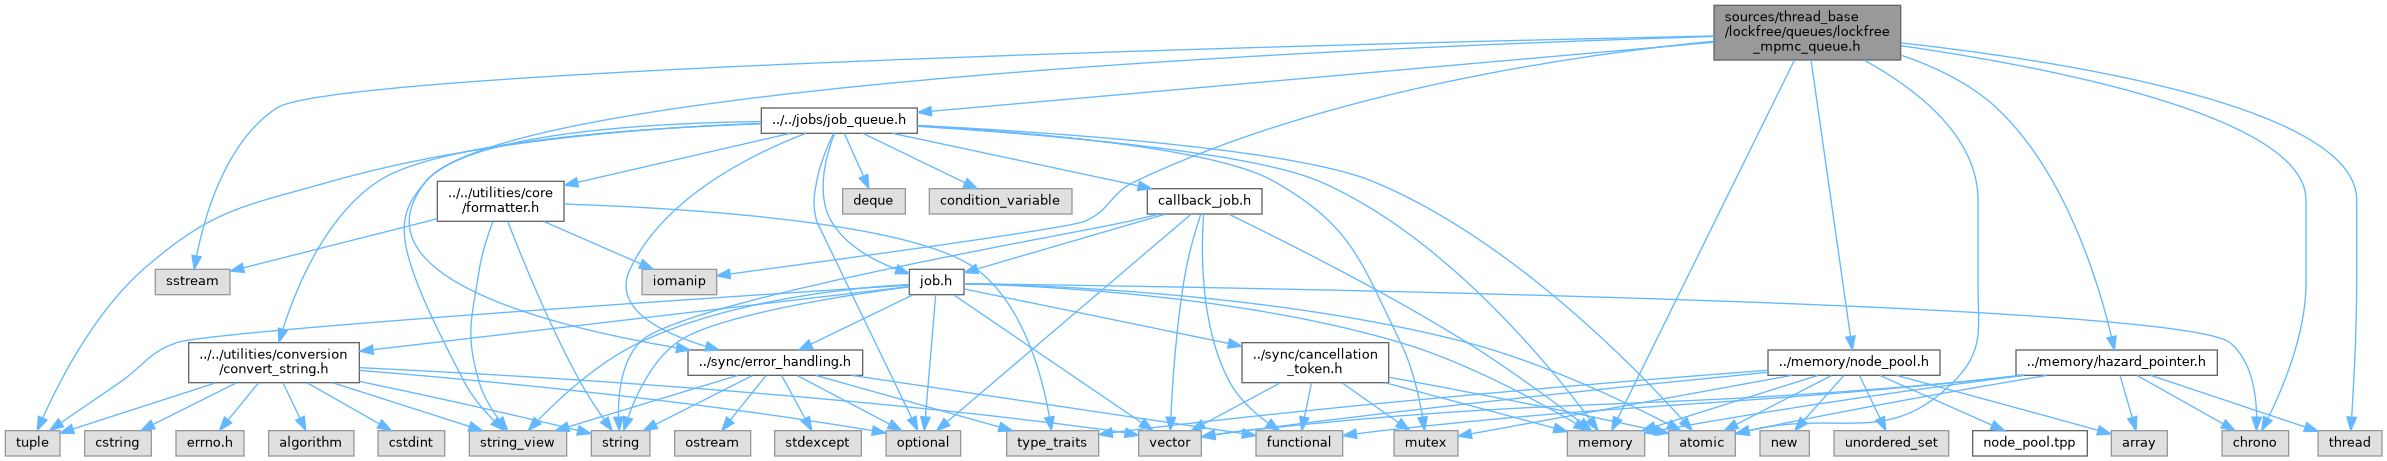 sources/thread_base
/lockfree/queues/lockfree
_mpmc_queue.h
../../jobs/job_queue.h
../../utilities/core
/formatter.h
deque
condition_variable
callback_job.h
sstream
iomanip
job.h
../../utilities/conversion
/convert_string.h
../sync/error_handling.h
../sync/cancellation
_token.h
../memory/node_pool.h
../memory/hazard_pointer.h
tuple
cstring
errno.h
algorithm
cstdint
string_view
string
ostream
stdexcept
optional
type_traits
vector
functional
mutex
memory
atomic
new
unordered_set
node_pool.tpp
array
chrono
thread